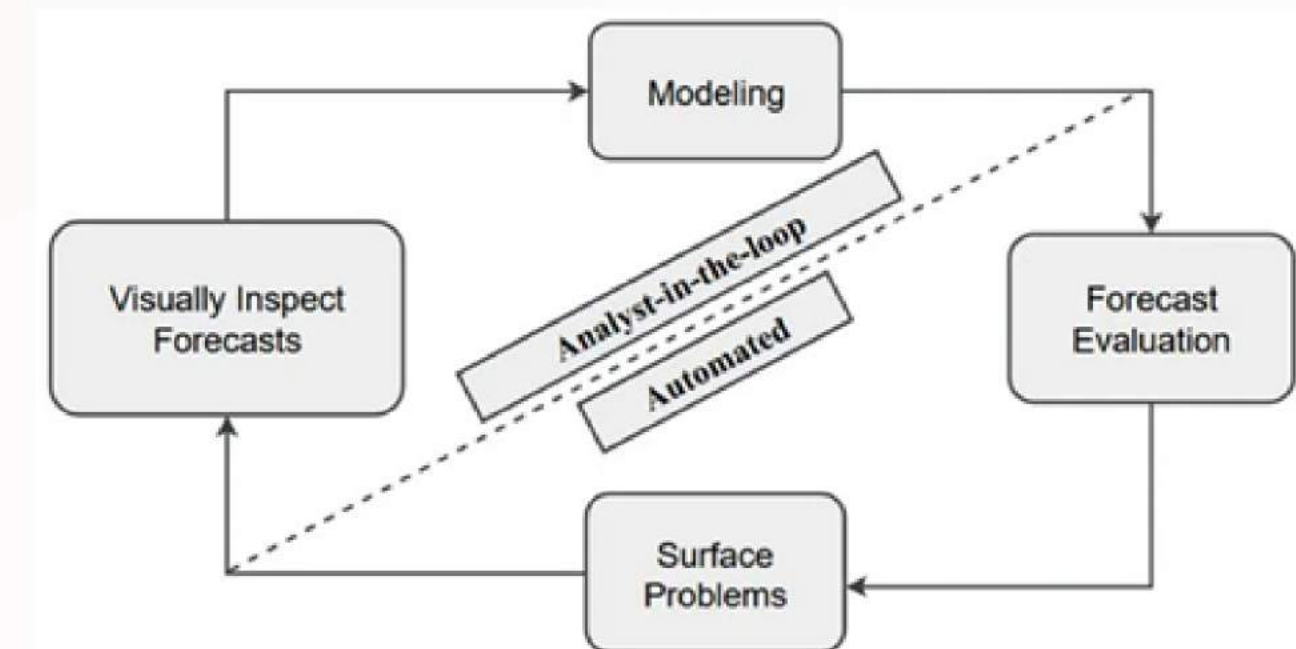 Modeling
Analyst-in-the-loop
Visually Inspect
Forecasts
Forecast
Evaluation
Automated
Surface
Problems